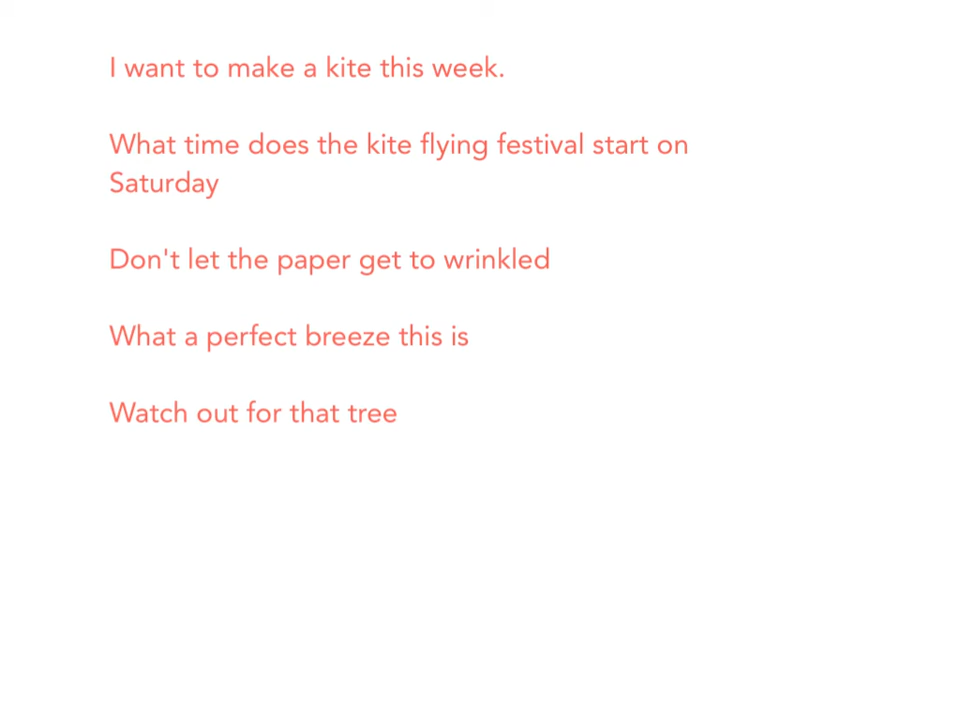 I want to make a kite this week.
What time does the kite flying festival start on
Saturday
Don't let the paper get to wrinkled
What a perfect breeze this is
Watch out for that tree